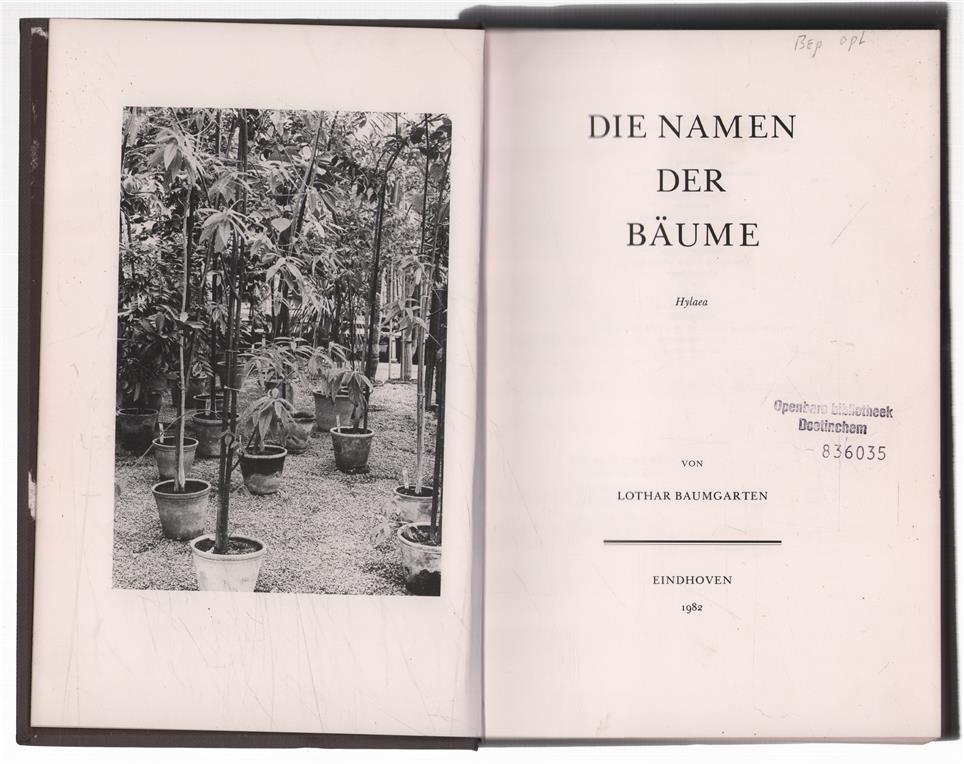 Bep opl
DIE NAMEN
DER
BÄUME
Hylaea
Openbare bibliotheek
Doetinchem
836035
VON
LOTHAR BAUMGARTEN
EINDHOVEN
1982